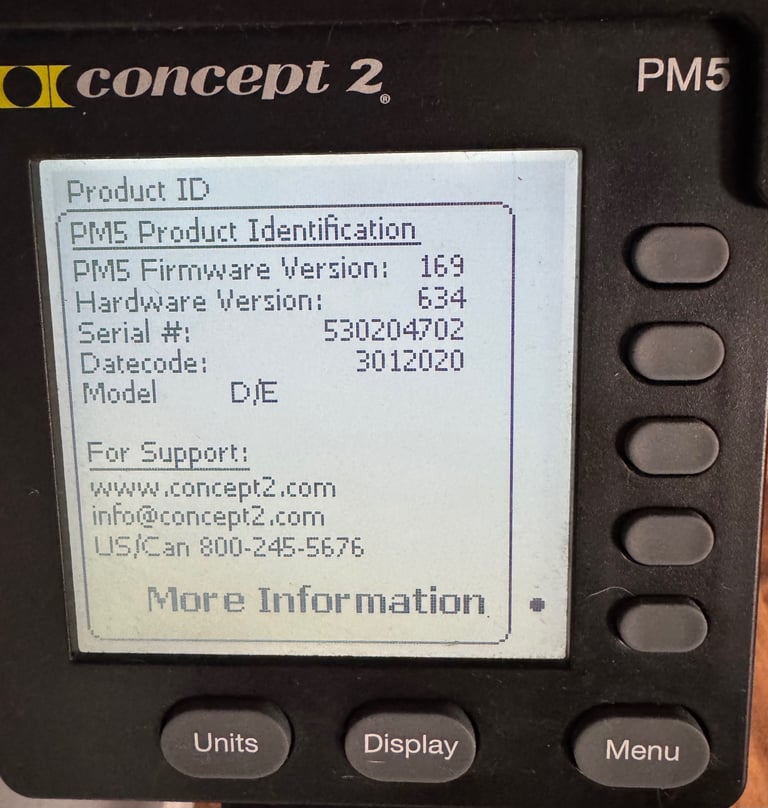 concept 2®
PM5
Product ID
PM5 Product Identification
PM5 Firmware Version: 169
Hardware Version: 634
Serial #: 530204702
Datecode: 3012020
Model D/E
For Support:
www.concept2.com
info@concept2.com
US/Can 800-245-5676
More Information
Units Display Menu